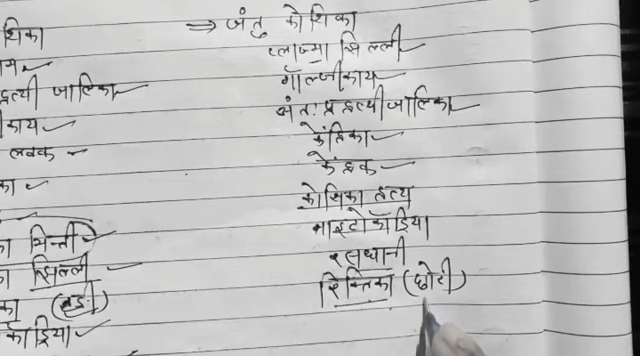 ⇒ जंतु कोशिका
प्लाज्मा झिल्ली
गॉल्जीकाय
अंत: प्रद्रव्यी जालिका
केंद्रिका
केंद्रक
कोशिका द्रव्य
माइटोकॉंड्रिया
रसधानी
रिक्तिका (छोटी)
शिका
काय
द्रव्यी जालिका
काय
लवक
का
का भित्ती
का झिल्ली
का (बड़ी)
कॉंड्रिया